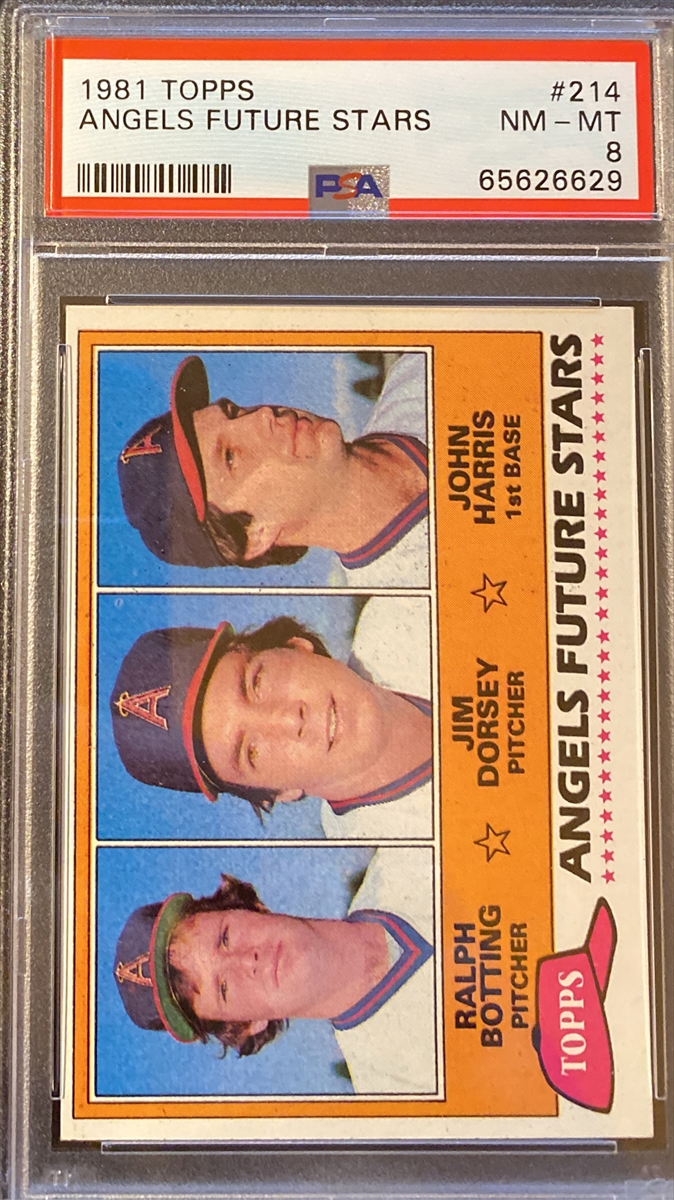 1981 TOPPS #214
ANGELS FUTURE STARS NM-MT
8
PSA 65626629
A
A
A
RALPH
BOTTING
PITCHER
JIM
DORSEY
PITCHER
JOHN
HARRIS
1st BASE
TOPPS
ANGELS FUTURE STARS